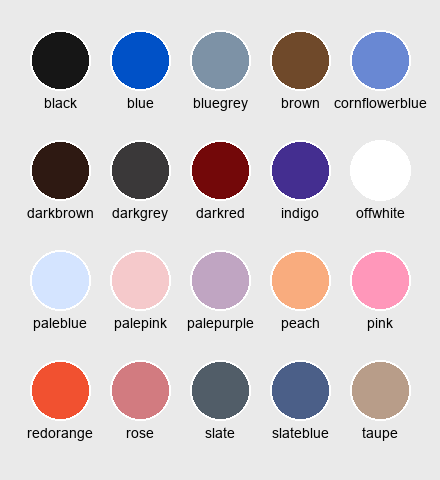 black blue bluegrey brown cornflowerblue
darkbrown darkgrey darkred indigo offwhite
paleblue palepink palepurple peach pink
redorange rose slate slateblue taupe